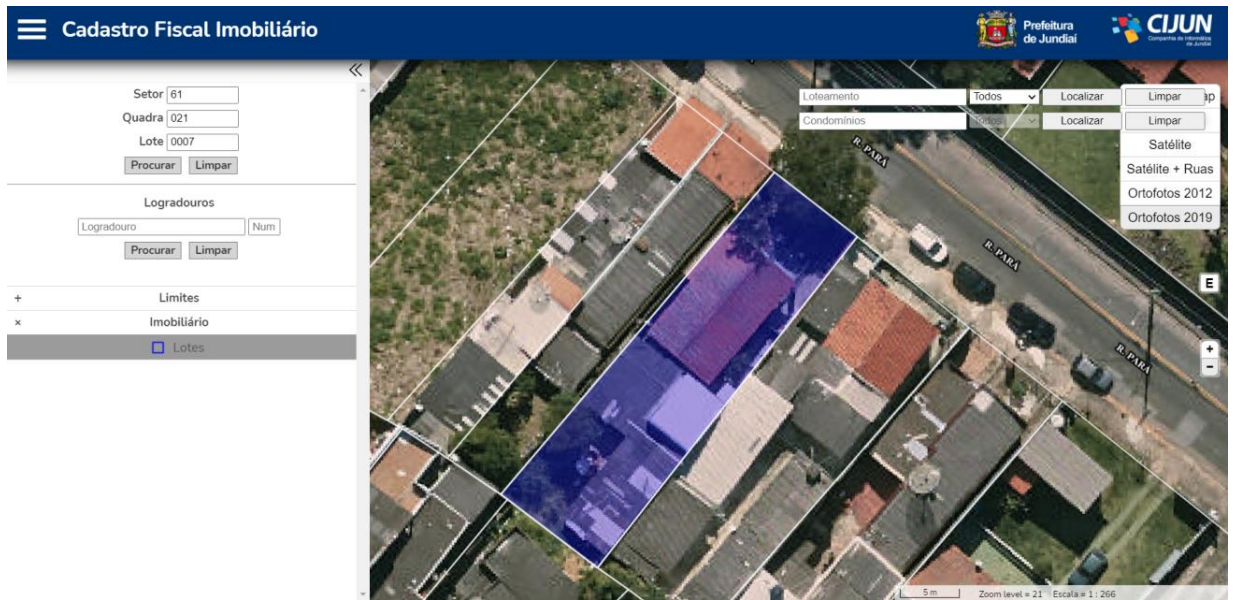 Cadastro Fiscal Imobiliário
Prefeitura
de Jundiaí
CIJUN
Companhia de Informática
de Jundiaí
Setor 61
Quadra 021
Lote 0007
Procurar Limpar
Logradouros
Logradouro Num
Procurar Limpar
+ Limites
× Imobiliário
Lotes
Loteamento Todos Localizar Limpar ap
Condomínios Todos Localizar Limpar
Satélite
Satélite + Ruas
Ortofotos 2012
Ortofotos 2019
R. PARÁ
R. PARÁ
R. PARÁ
E
+
-
5 m Zoom level = 21 Escala = 1 : 266